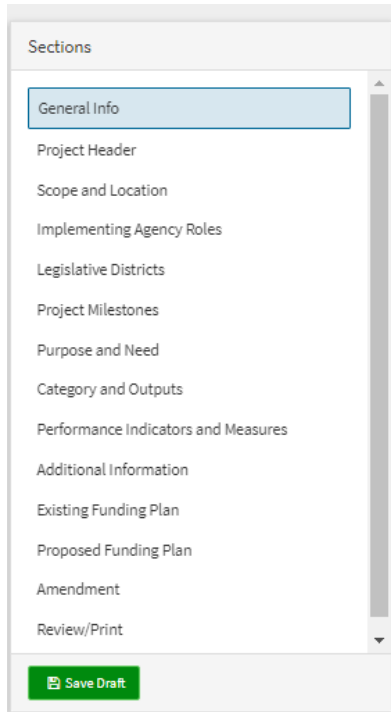 Sections
General Info
Project Header
Scope and Location
Implementing Agency Roles
Legislative Districts
Project Milestones
Purpose and Need
Category and Outputs
Performance Indicators and Measures
Additional Information
Existing Funding Plan
Proposed Funding Plan
Amendment
Review/Print
Save Draft